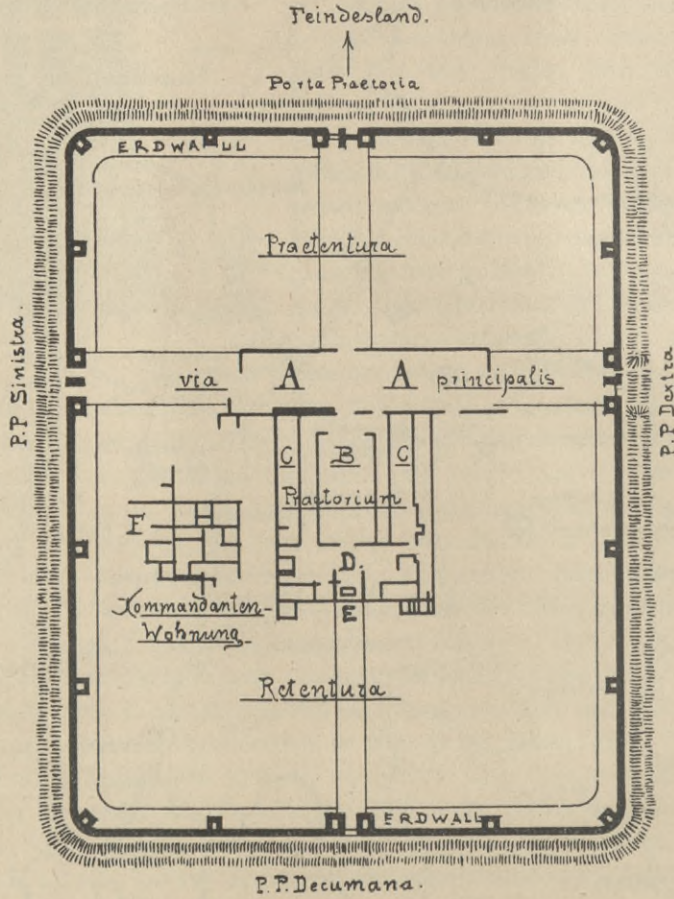 Feindesland.
Porta Praetoria
ERDWALL
Praetentura
P.P Sinistra.
via A A principalis
P.P Dextra
C B C
Praetorium
F
D.
E
Kommandanten-
Wohnung.
Retentura
ERDWALL
P.P. Decumana.